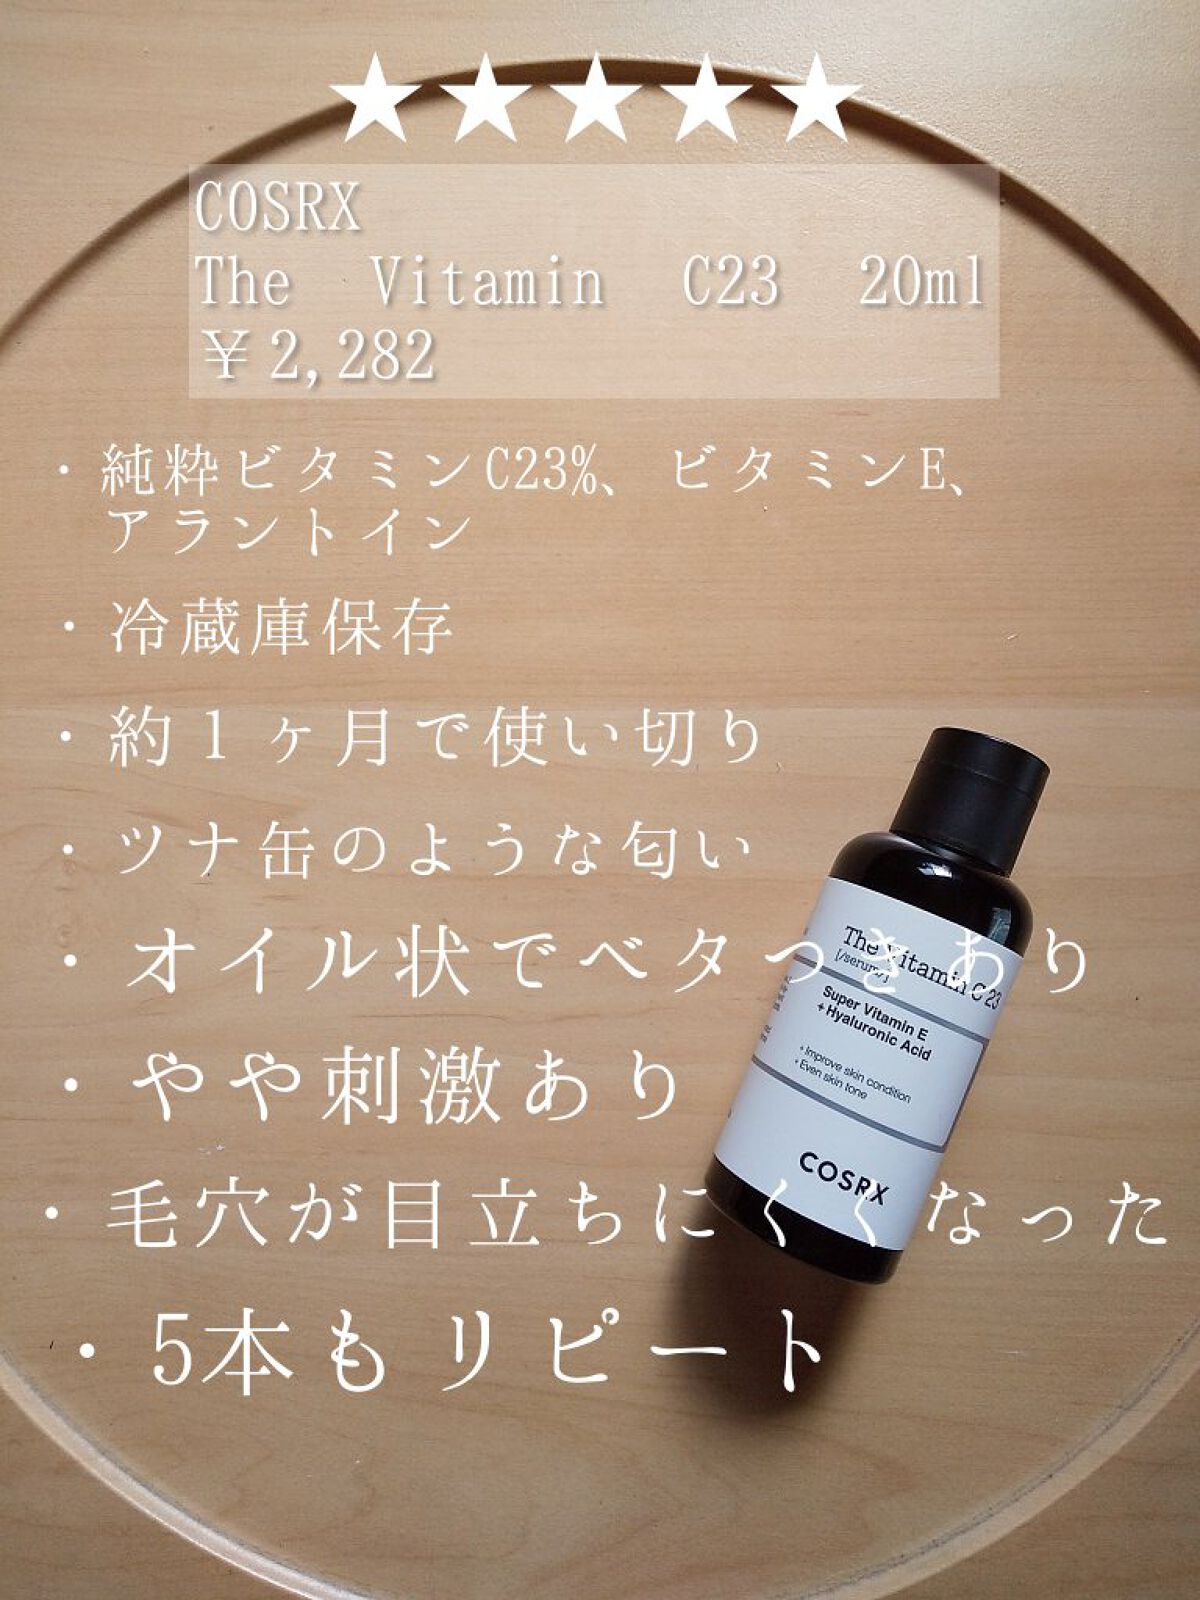 ★★★★★
COSRX
The Vitamin C23 20ml
￥2,282
・純粋ビタミンC23%、ビタミンE、
アラントイン
・冷蔵庫保存
・約１ヶ月で使い切り
・ツナ缶のような匂い
・オイル状でベタつきあり
・やや刺激あり
・毛穴が目立ちにくくなった
・5本もリピート
The Vitamin C 23
[/serum/]
Super Vitamin E
+ Hyaluronic Acid
+ Improve skin condition
+ Even skin tone
COSRX